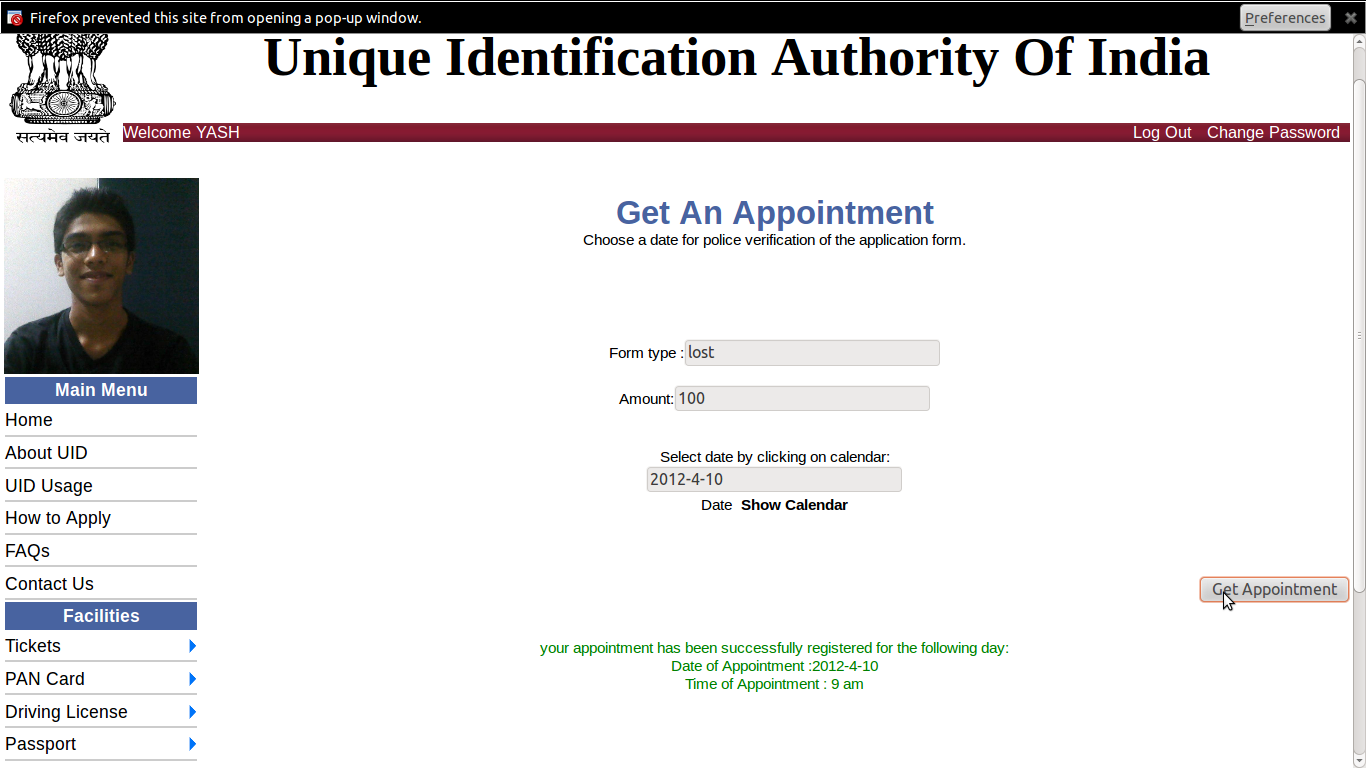 Firefox prevented this site from opening a pop-up window.
Preferences
Unique Identification Authority Of India
सत्यमेव जयते
Welcome YASH
Log Out Change Password
Get An Appointment
Choose a date for police verification of the application form.
Form type : lost
Amount: 100
Select date by clicking on calendar:
2012-4-10
Date Show Calendar
Get Appointment
your appointment has been successfully registered for the following day:
Date of Appointment :2012-4-10
Time of Appointment : 9 am
Main Menu
Home
About UID
UID Usage
How to Apply
FAQs
Contact Us
Facilities
Tickets
PAN Card
Driving License
Passport